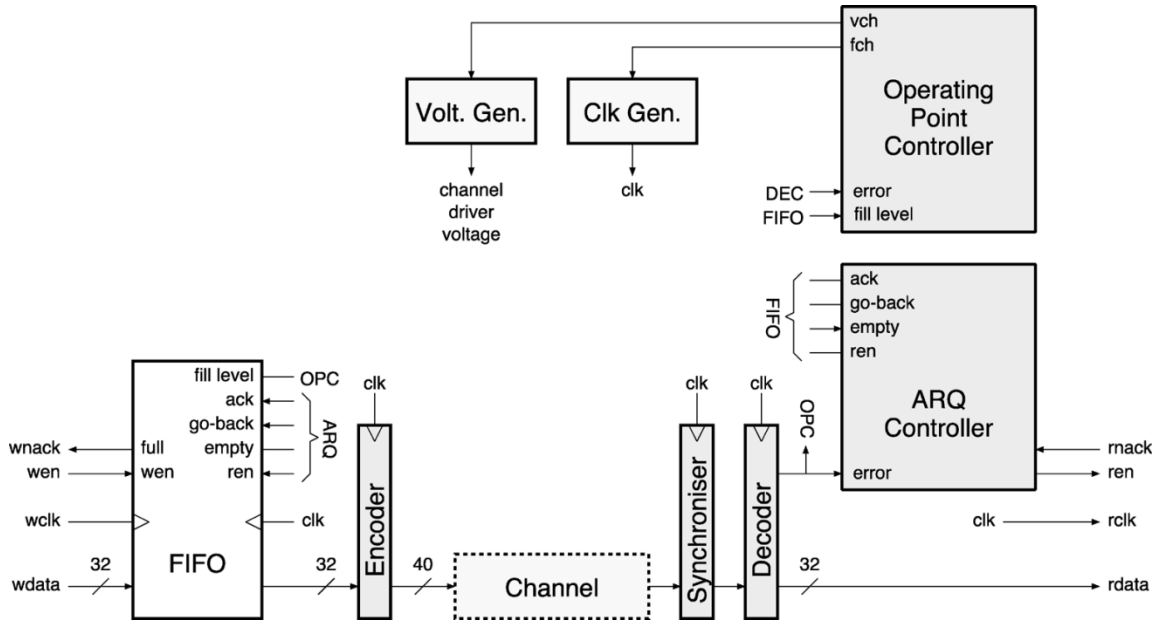 vch
fch
Operating
Point
Controller
Volt. Gen.
Clk Gen.
channel
driver
voltage
clk
DEC
error
FIFO
fill level
FIFO
ack
go-back
empty
ren
ARQ
Controller
error
rnack
ren
OPC
fill level
OPC
ack
go-back
empty
ren
ARQ
wnack
full
wen
wen
wclk
clk
FIFO
wdata
32
32
clk
Encoder
40
Channel
clk
Synchroniser
clk
Decoder
32
clk
rclk
rdata